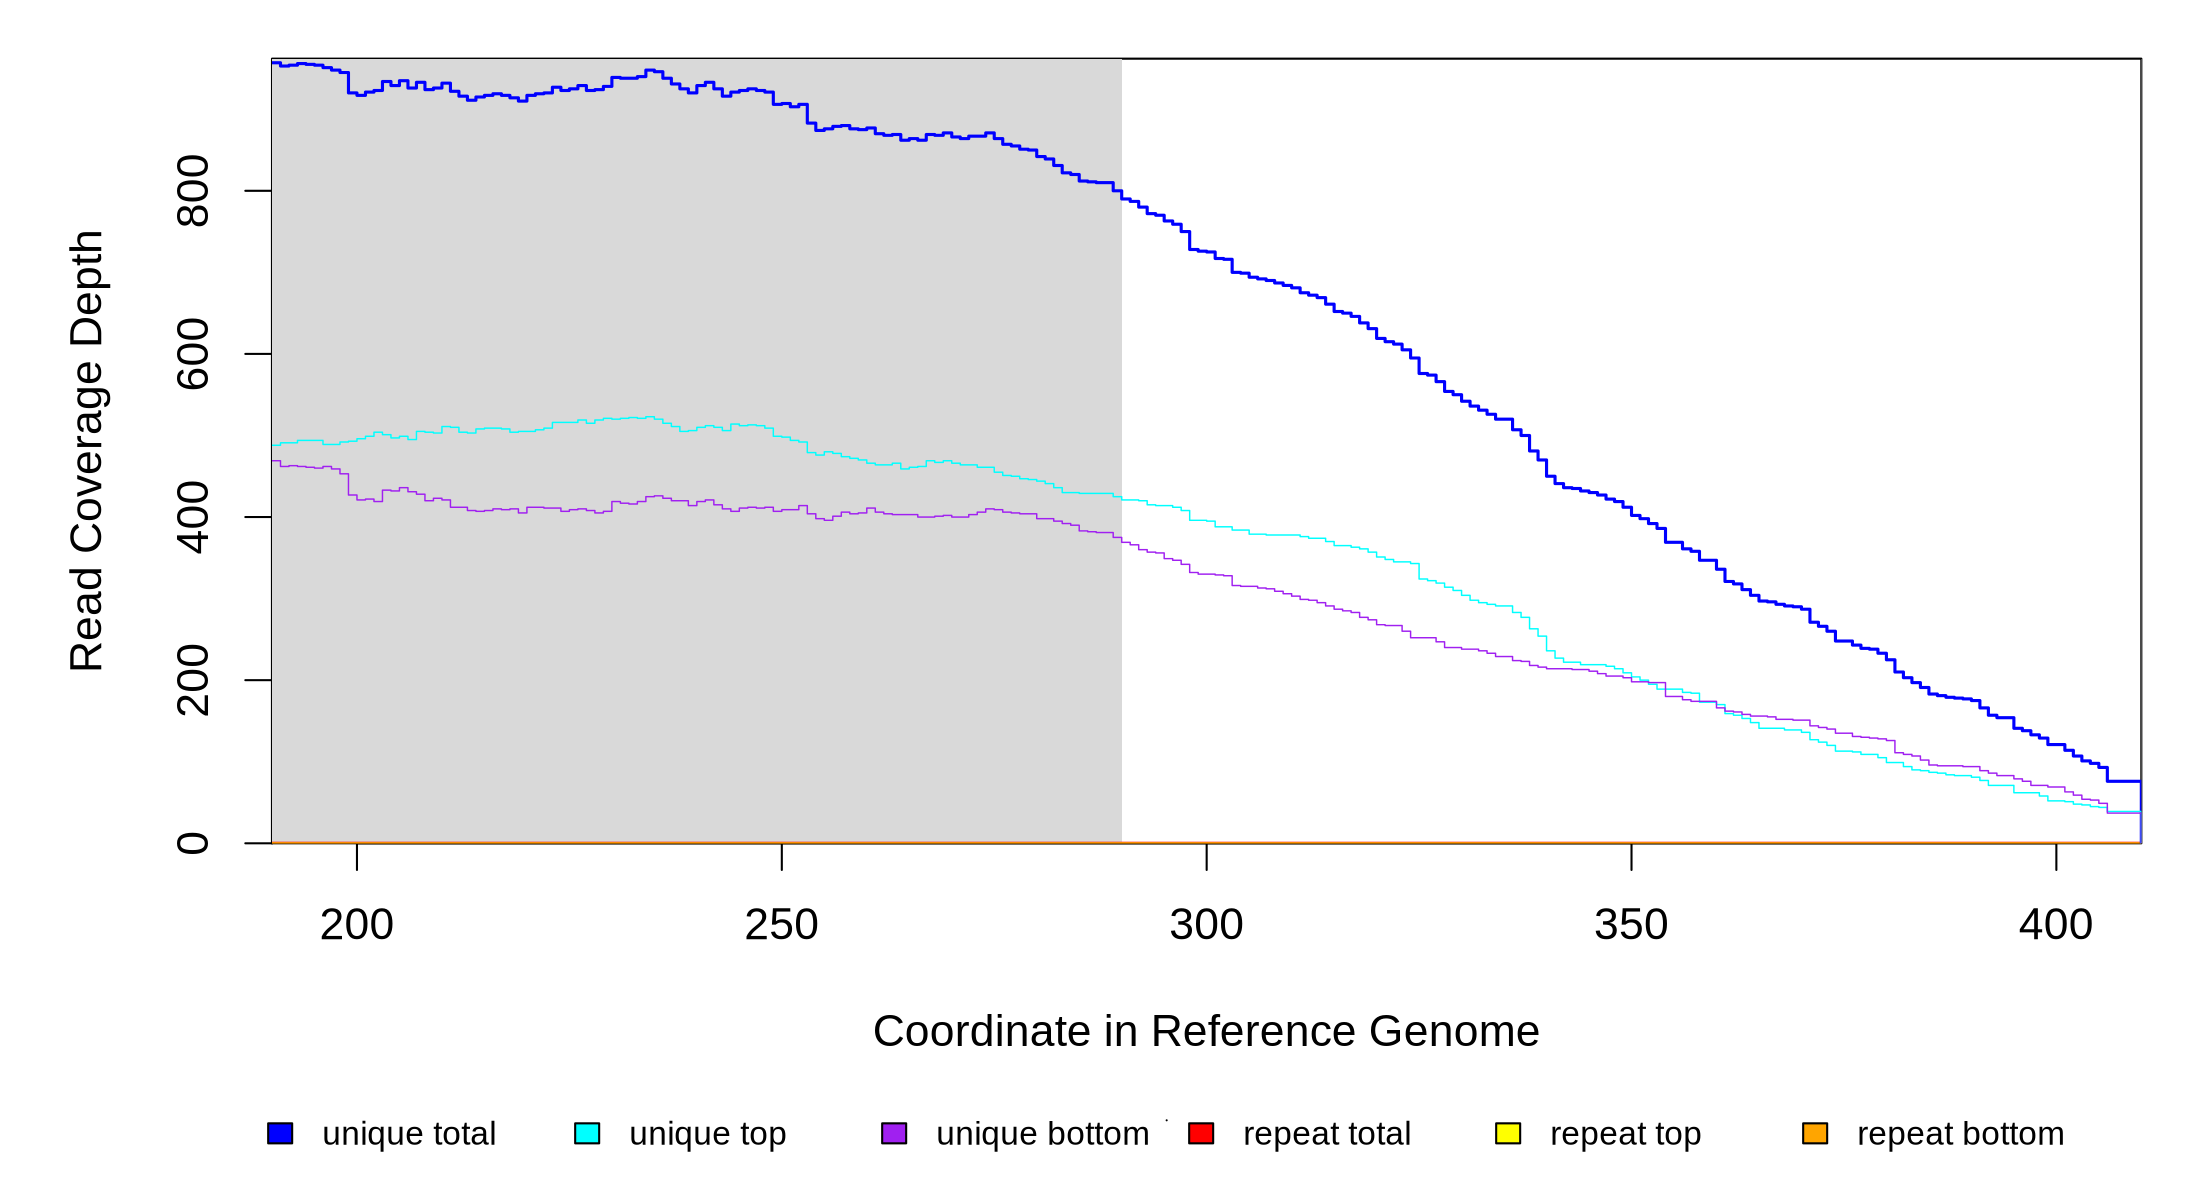 Read Coverage Depth
800
600
400
200
0
200 250 300 350 400
Coordinate in Reference Genome
unique total unique top unique bottom repeat total repeat top repeat bottom